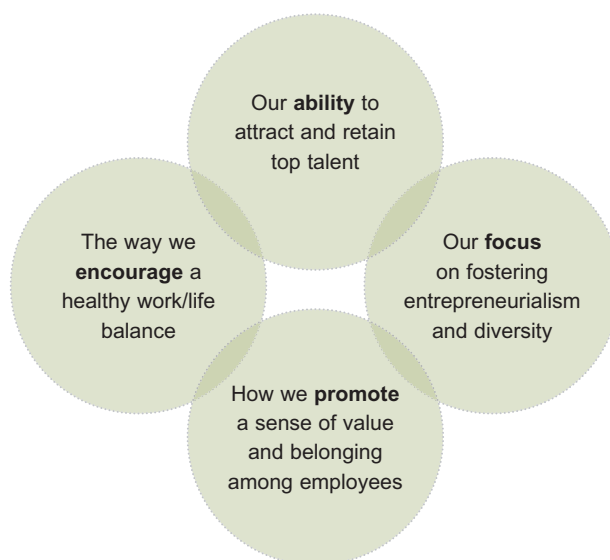 Our ability to
attract and retain
top talent
The way we
encourage a
healthy work/life
balance
Our focus
on fostering
entrepreneurialism
and diversity
How we promote
a sense of value
and belonging
among employees